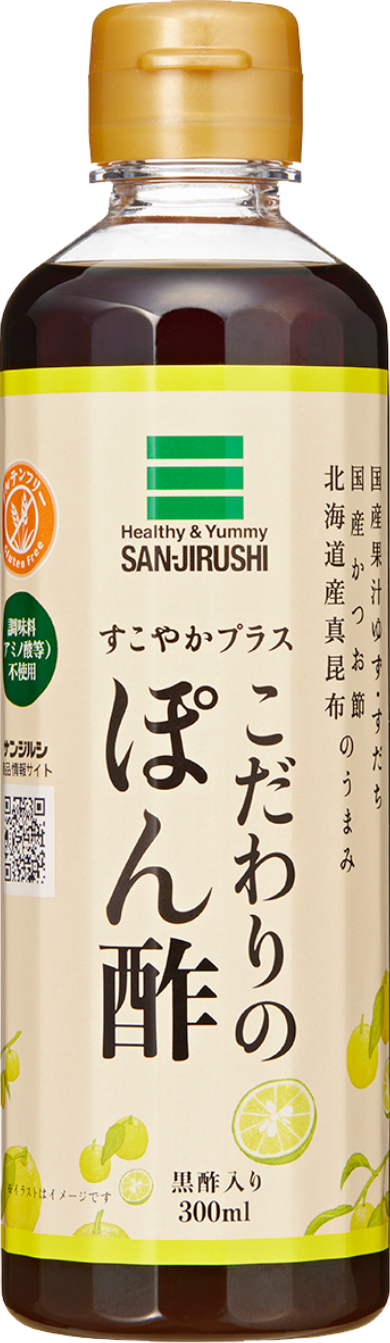 Healthy & Yummy
SAN-JIRUSHI
国産果汁ゆず・すだち
国産かつお節
北海道産真昆布のうまみ
グルテンフリー
Gluten Free
調味料
(アミノ酸等)
不使用
すこやかプラス
こだわりの
ぽん酢
サンジルシ
商品情報サイト
※イラストはイメージです
黒酢入り
300ml